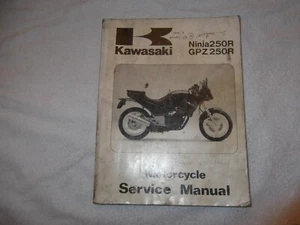 Kawasaki
Ninja250R
GPZ250R
Motorcycle
Service Manual